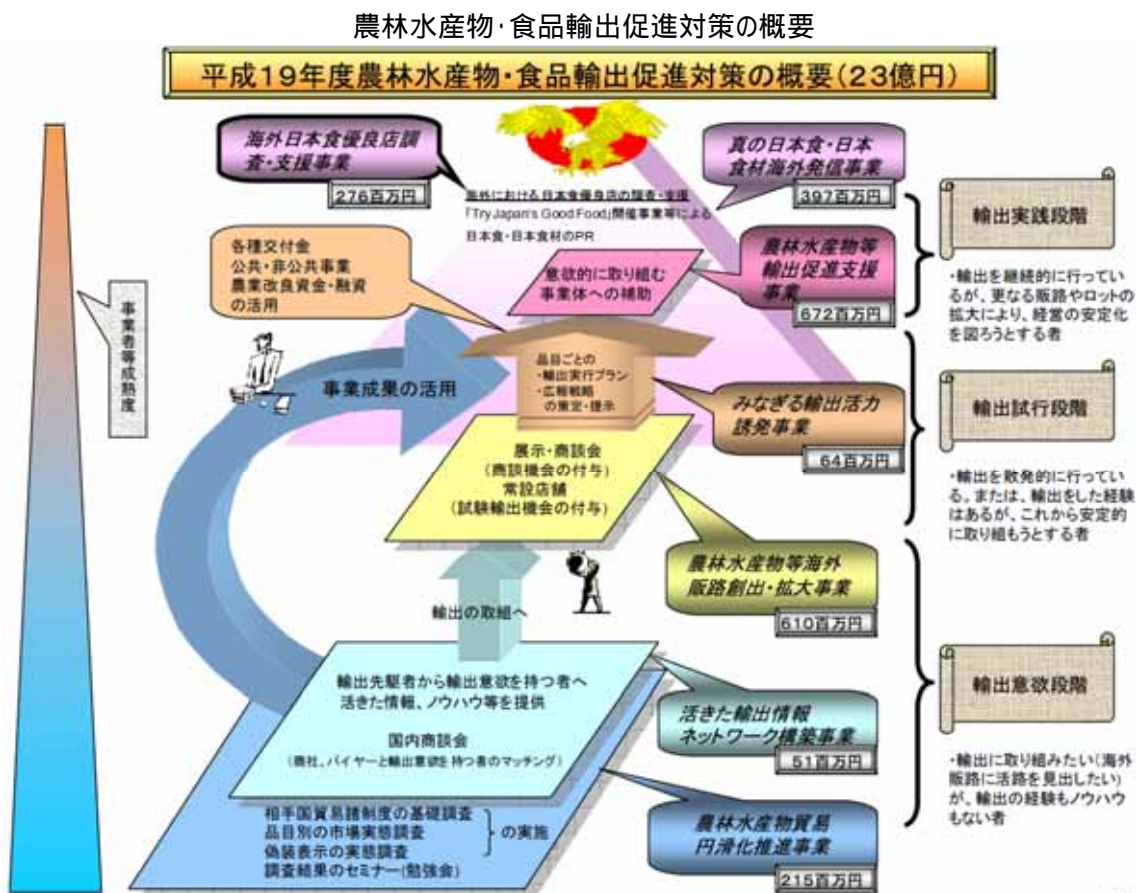 農林水産物・食品輸出促進対策の概要
平成19年度農林水産物・食品輸出促進対策の概要(23億円)
海外日本食優良店調
査・支援事業
276百万円
真の日本食・日本
食材海外発信事業
397百万円
海外における日本食優良店の調査・支援
「Try Japan's Good Food」開催事業等による
日本食・日本食材のPR
各種交付金
公共・非公共事業
農業改良資金・融資
の活用
意欲的に取り組む
事業体への補助
農林水産物等
輸出促進支援
事業
672百万円
輸出実践段階
・輸出を継続的に行ってい
るが、更なる販路やロットの
拡大により、経営の安定化
を図ろうとする者
事業者等成熟度
事業成果の活用
品目ごとの
・輸出実行プラン
・広報戦略
の策定・提示
みなぎる輸出活力
誘発事業
64百万円
輸出試行段階
・輸出を散発的に行ってい
る。または、輸出をした経験
はあるが、これから安定的
に取り組もうとする者
展示・商談会
(商談機会の付与)
常設店舗
(試験輸出機会の付与)
農林水産物等海外
販路創出・拡大事業
610百万円
輸出の取組へ
輸出先駆者から輸出意欲を持つ者へ
活きた情報、ノウハウ等を提供
国内商談会
(商社、バイヤーと輸出意欲を持つ者のマッチング)
活きた輸出情報
ネットワーク構築事業
51百万円
輸出意欲段階
・輸出に取り組みたい(海外
販路に活路を見出したい)
が、輸出の経験もノウハウ
もない者
相手国貿易諸制度の基礎調査
品目別の市場実態調査
偽装表示の実態調査
の実施
調査結果のセミナー(勉強会)
農林水産物貿易
円滑化推進事業
215百万円